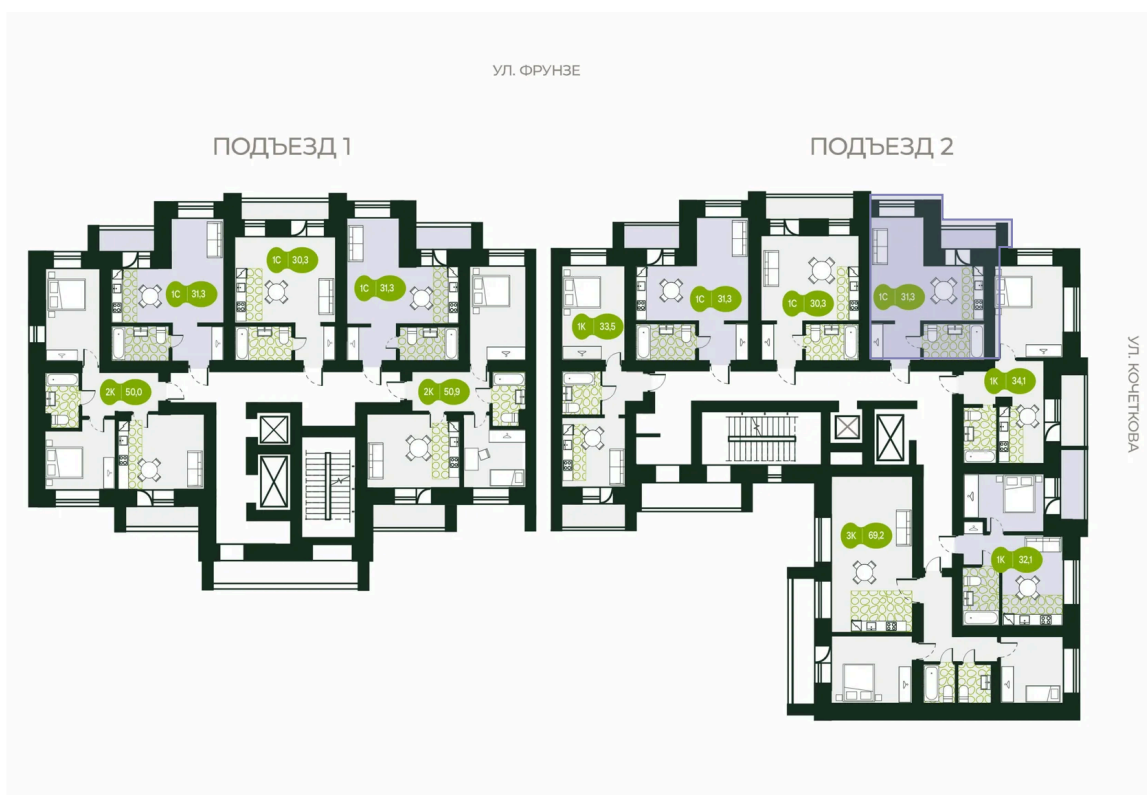 УЛ. ФРУНЗЕ
ПОДЪЕЗД 1
ПОДЪЕЗД 2
1С 31,3
1С 30,3
1С 31,3
2К 50,0
2К 50,9
1К 33,5
1С 31,3
1С 30,3
1С 31,3
1К 34,1
УЛ. КОЧЕТКОВА
3К 69,2
1К 32,1